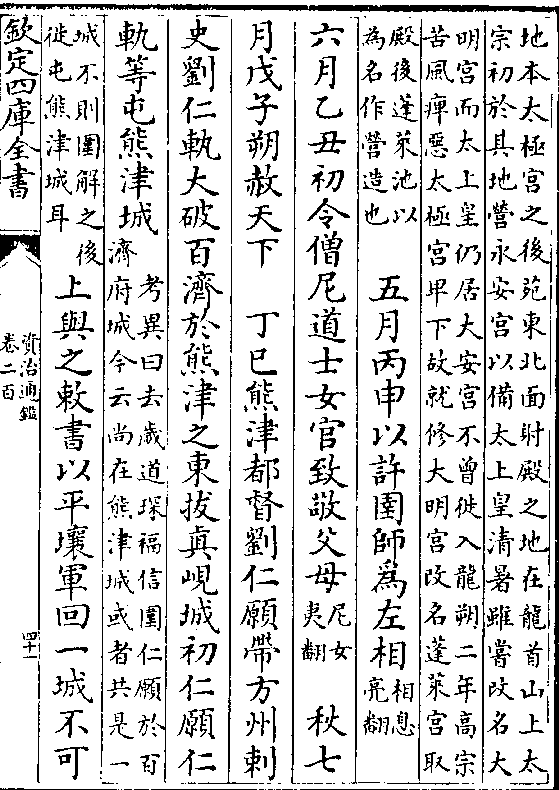 地本大極宫之後苑東北面射殿之地在龍首山上太
宗初於其地營永安宫以備太上皇清暑雖嘗改名大
明宫而太上皇仍居大安宫不曾徙入龍朔二年高宗
苦風痺惡太極宫卑下故就修大明宫改名蓬萊宫取
殿後蓬萊池以
為名作營造也
五月丙申以許圉師爲左相
相息
亮翻
六月乙丑初令僧尼道士女官致敬父母
尼女
夷翻
秋七
月戊子朔赦天下　丁巳熊津都督劉仁願帶方州刺
史劉仁軌大破百濟於熊津之東拔真峴城初仁願仁
軌等屯熊津城
考異曰去歲道琛福信圍仁願於百
濟府城今云尚在熊津城或者共是一
城不則圍解之後
徙屯熊津城耳
上與之敕書以平壤軍回一城不可
欽定四庫全書
資治通鑑
卷二百
四十一